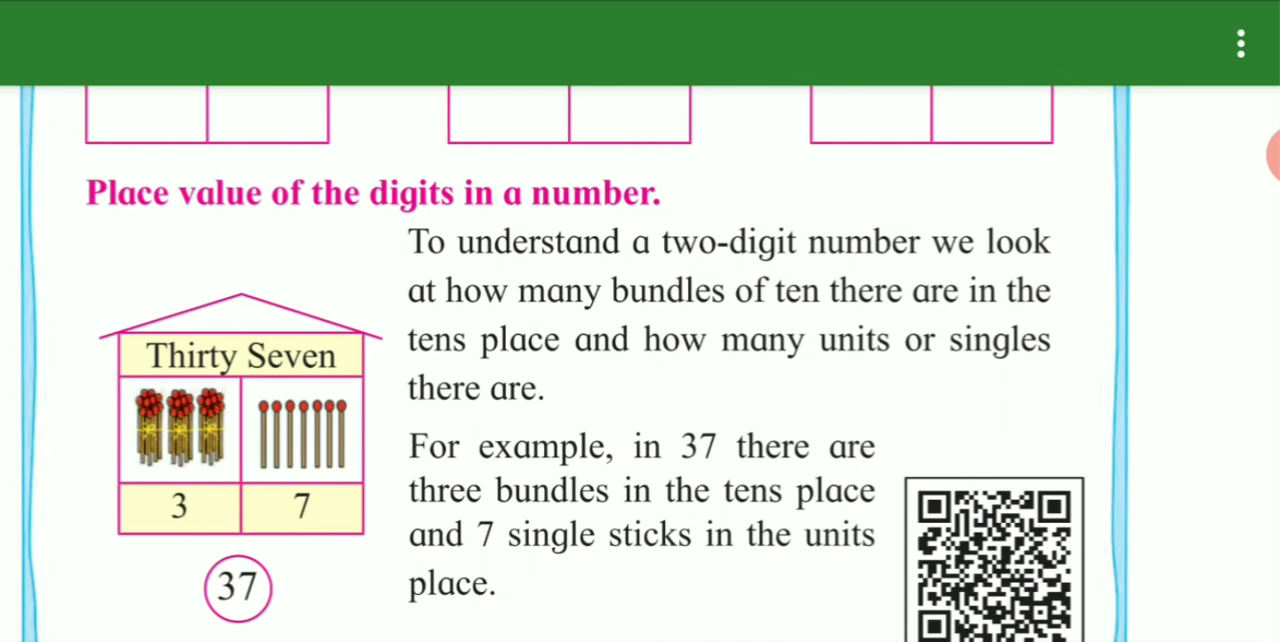 Place value of the digits in a number.
To understand a two-digit number we look
at how many bundles of ten there are in the
tens place and how many units or singles
there are.
For example, in 37 there are
three bundles in the tens place
and 7 single sticks in the units
place.
Thirty Seven
3 7
37